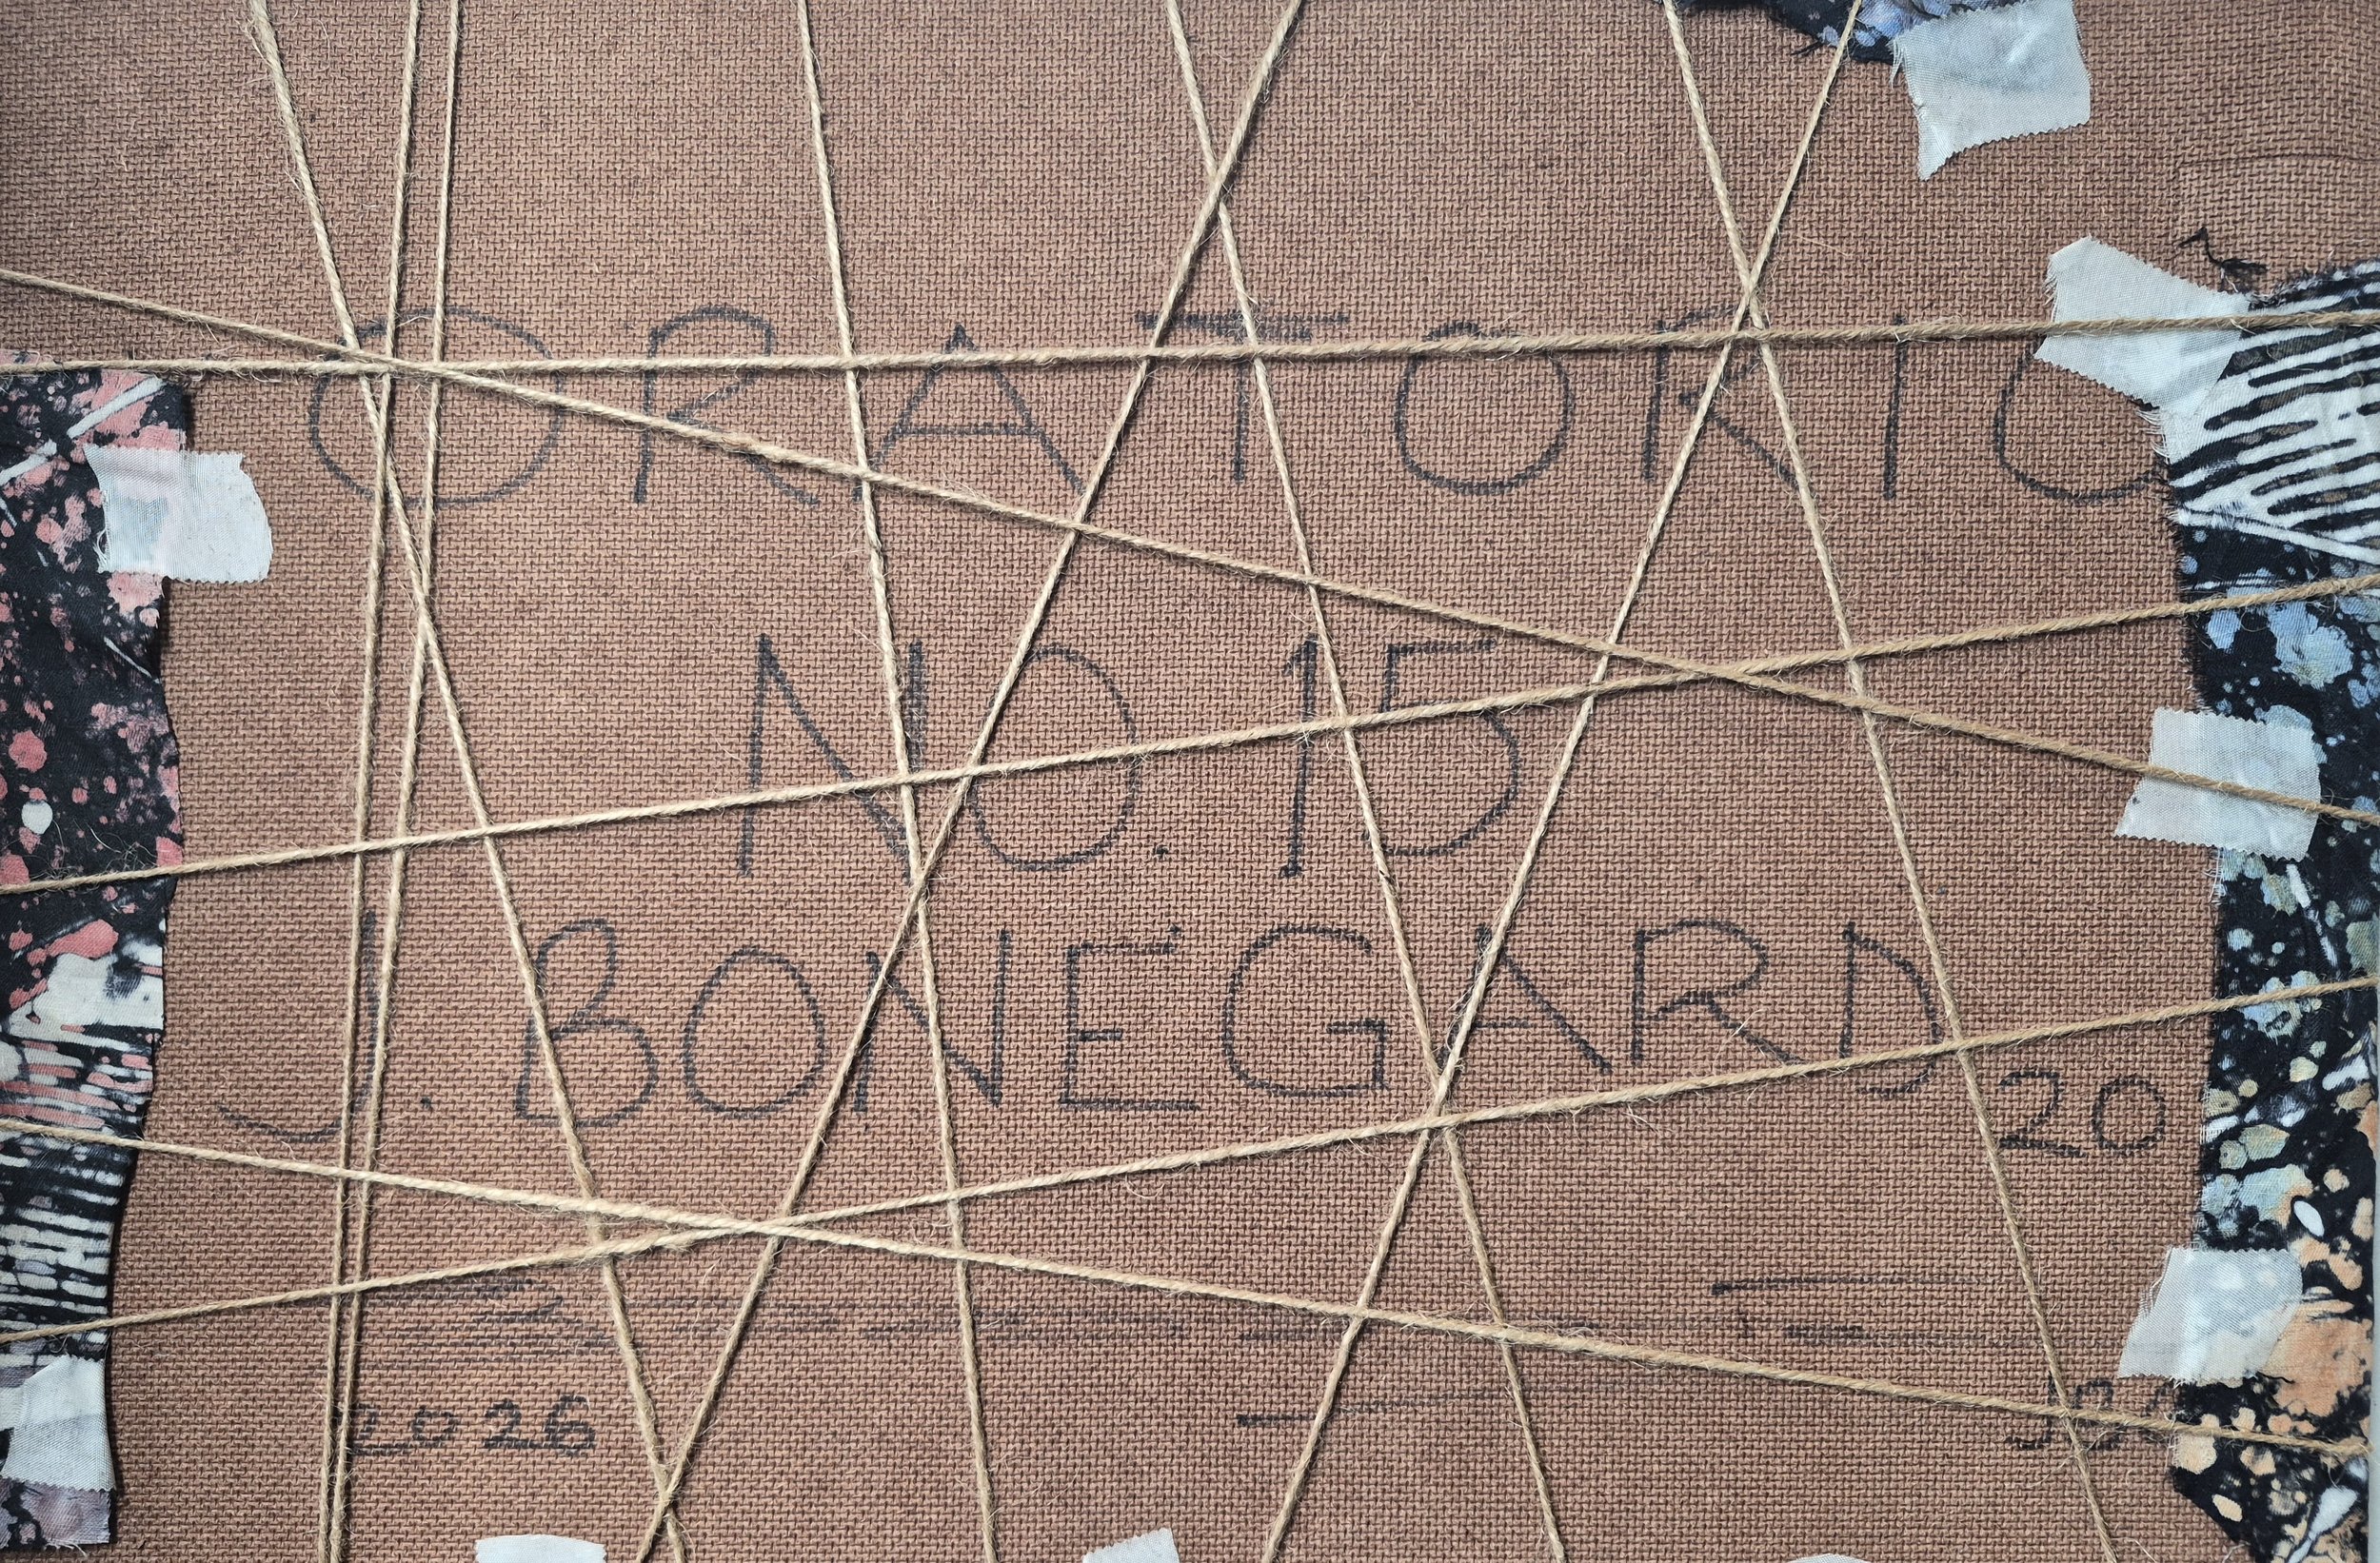 ORATORIO
NO. 15
J. BONEGARD
20
2026